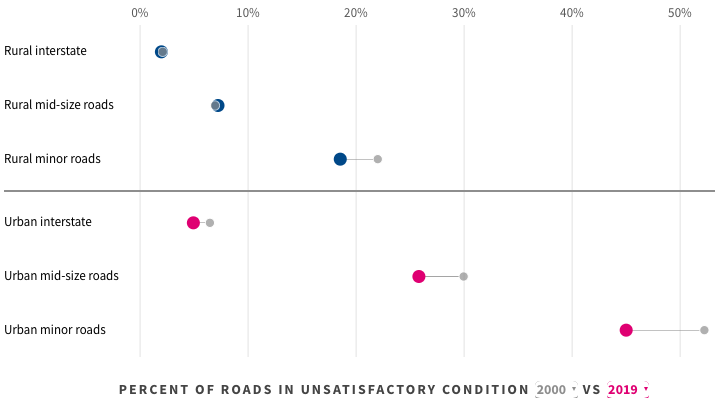 0% 10% 20% 30% 40% 50%
Rural interstate
Rural mid-size roads
Rural minor roads
Urban interstate
Urban mid-size roads
Urban minor roads
PERCENT OF ROADS IN UNSATISFACTORY CONDITION 2000 VS 2019